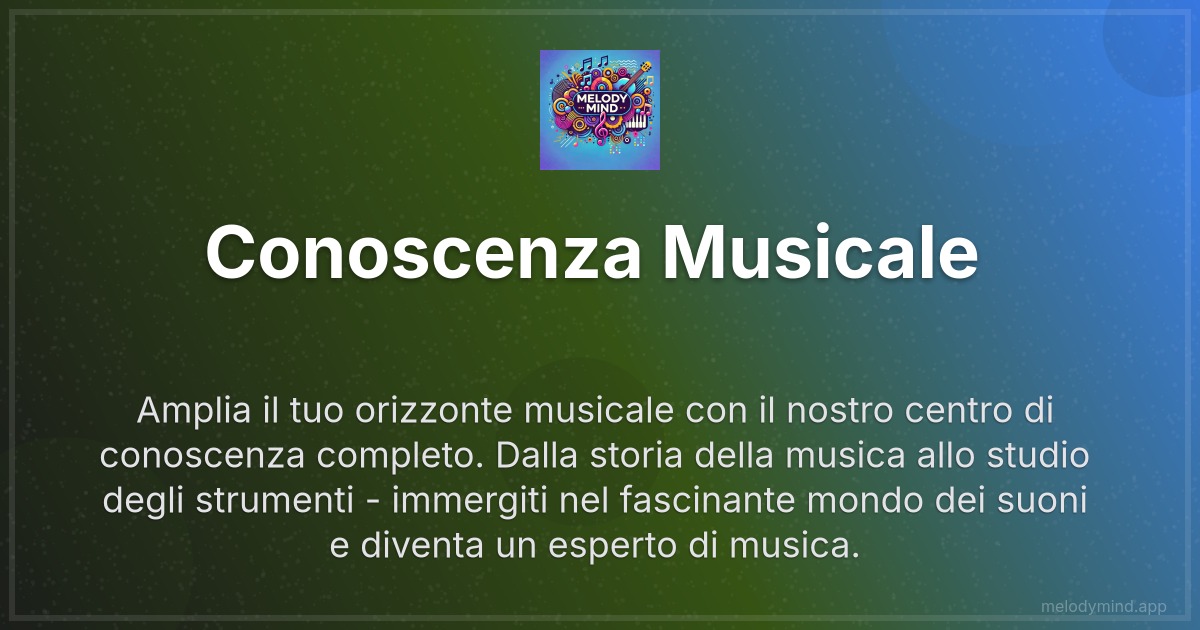 MELODY
MIND
Conoscenza Musicale
Amplia il tuo orizzonte musicale con il nostro centro di
conoscenza completo. Dalla storia della musica allo studio
degli strumenti - immergiti nel fascinante mondo dei suoni
e diventa un esperto di musica.
melodymind.app